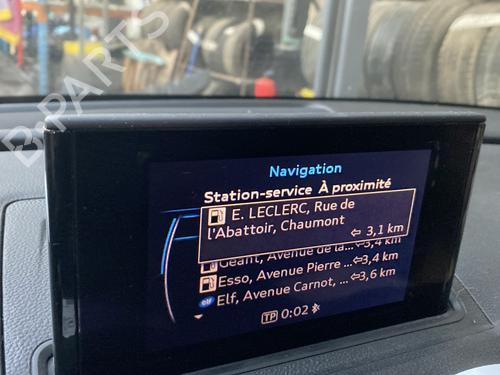 Navigation
Station-service À proximité
E. LECLERC, Rue de
l'Abattoir, Chaumont
⇦ 3,1 km
Géant, Avenue de la... ⇦3,4 km
Esso, Avenue Pierre ... ⇦3,4 km
elf Elf, Avenue Carnot, ... ⇦3,6 km
TP 0:02
B-PARTS